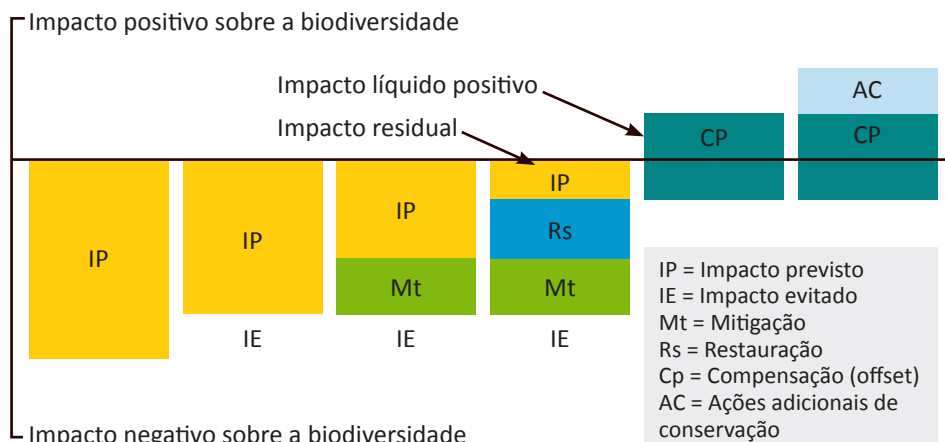 Impacto positivo sobre a biodiversidade
Impacto líquido positivo
Impacto residual
AC
CP
CP
IP
IP
IP
IP
Rs
Mt
Mt
IE
IE
IE
IP = Impacto previsto
IE = Impacto evitado
Mt = Mitigação
Rs = Restauração
Cp = Compensação (offset)
AC = Ações adicionais de
conservação
Impacto negativo sobre a biodiversidade